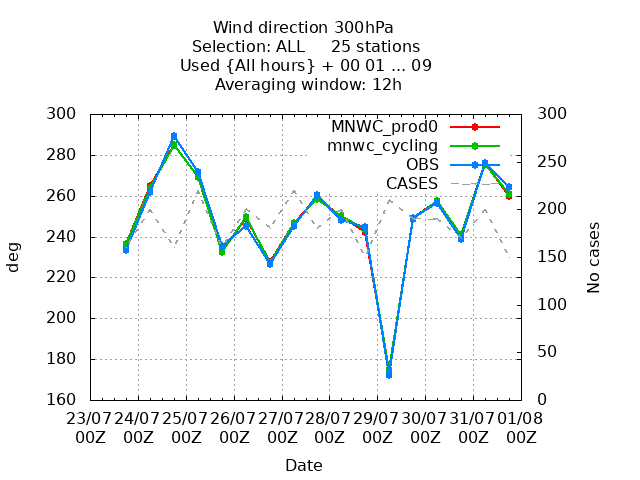 Wind direction 300hPa
Selection: ALL     25 stations
Used {All hours} + 00 01 ... 09
Averaging window: 12h
300
280
260
240
220
200
180
160
deg
300
250
200
150
100
50
0
No cases
MNWC_prod0
mnwc_cycling
OBS
CASES
23/07 24/07 25/07 26/07 27/07 28/07 29/07 30/07 31/07 01/08
00Z 00Z 00Z 00Z 00Z 00Z 00Z 00Z 00Z 00Z
Date